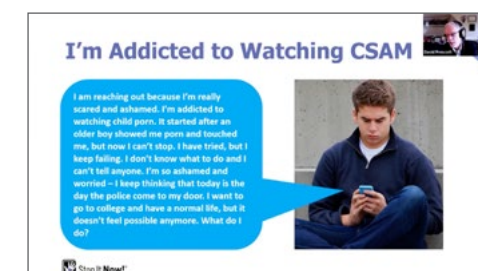 I'm Addicted to Watching CSAM
I am reaching out because I'm really
scared and ashamed. I'm addicted to
watching child porn. It started after an
older boy showed me porn and touched
me, but now I can't stop. I have tried, but I
keep failing. I don't know what to do and I
can't tell anyone. I'm so ashamed and
worried – I keep thinking that today is the
day the police come to my door. I want to
go to college and have a normal life, but it
doesn't feel possible anymore. What do I
do?
Stop It Now!